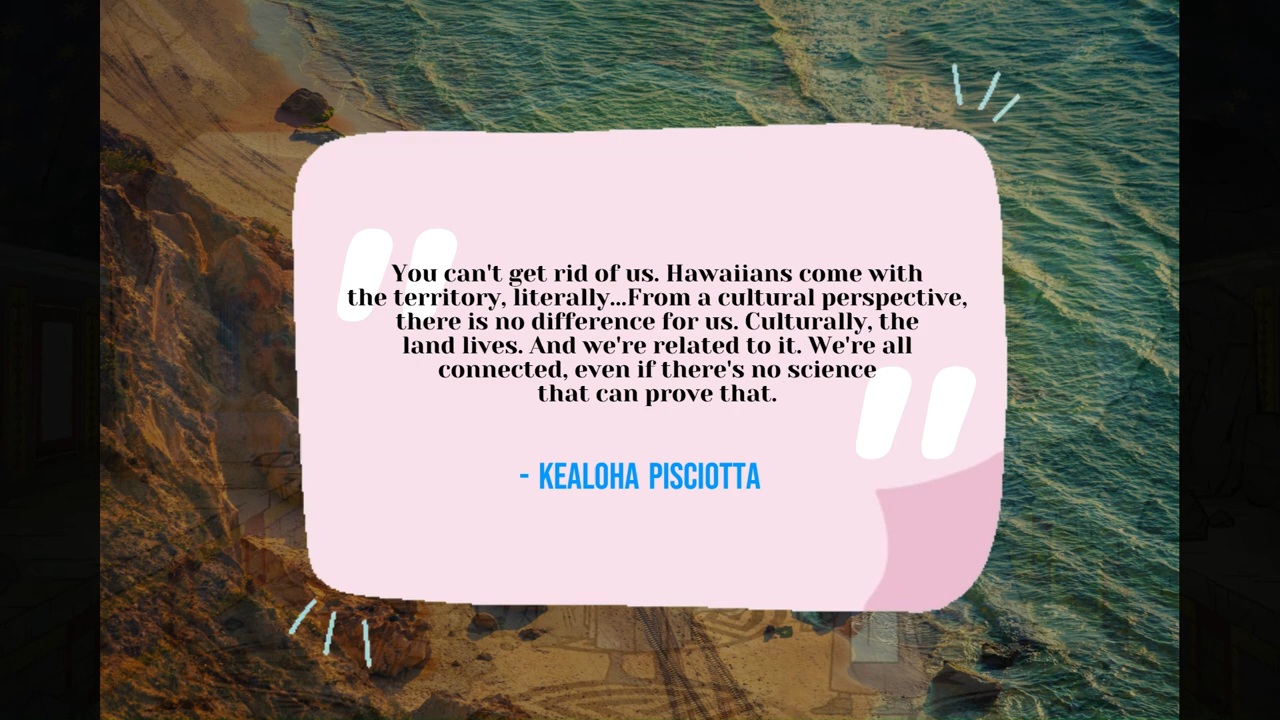 You can't get rid of us. Hawaiians come with
the territory, literally...From a cultural perspective,
there is no difference for us. Culturally, the
land lives. And we're related to it. We're all
connected, even if there's no science
that can prove that.
- KEALOHA PISCIOTTA